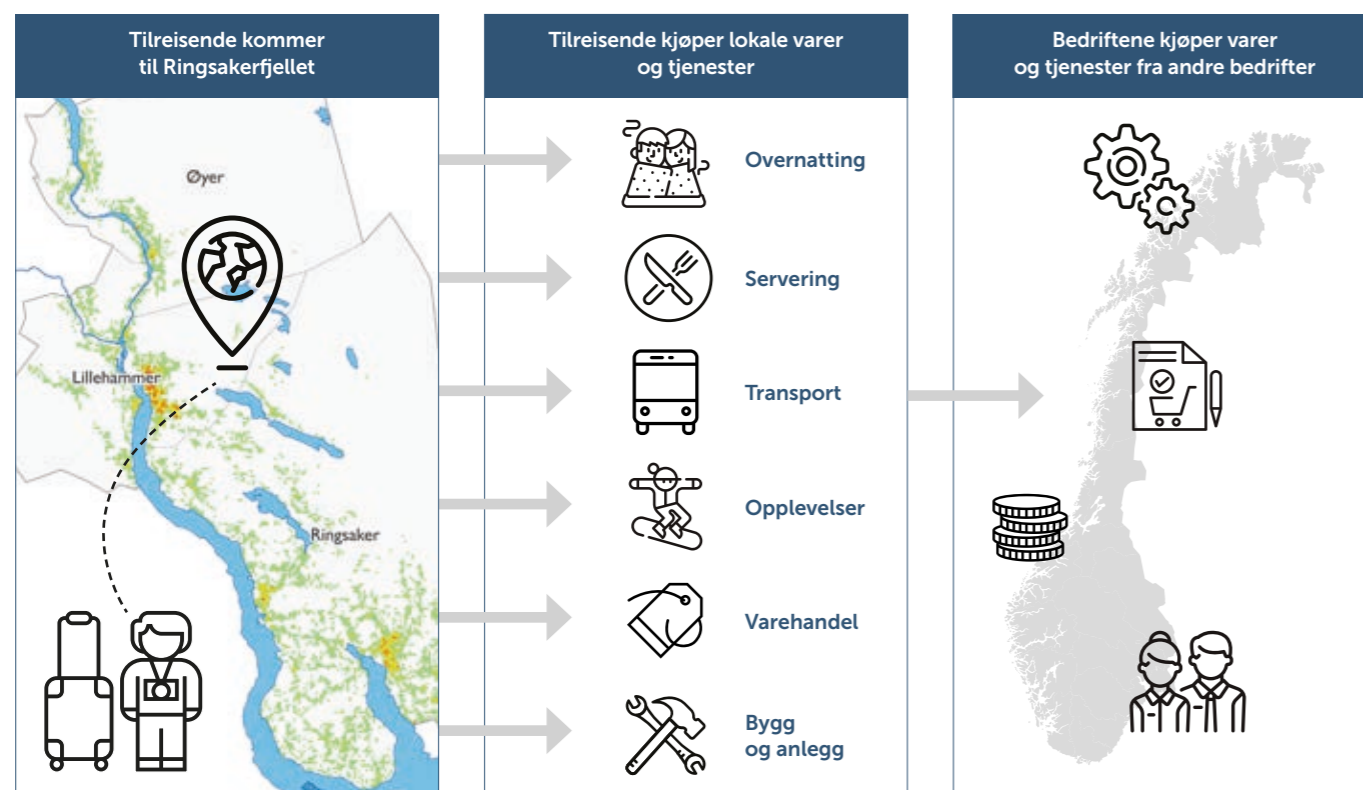 Tilreisende kommer
til Ringsakerfjellet
Øyer
Lillehammer
Ringsaker
Tilreisende kjøper lokale varer
og tjenester
Overnatting
Servering
Transport
Opplevelser
Varehandel
Bygg
og anlegg
Bedriftene kjøper varer
og tjenester fra andre bedrifter